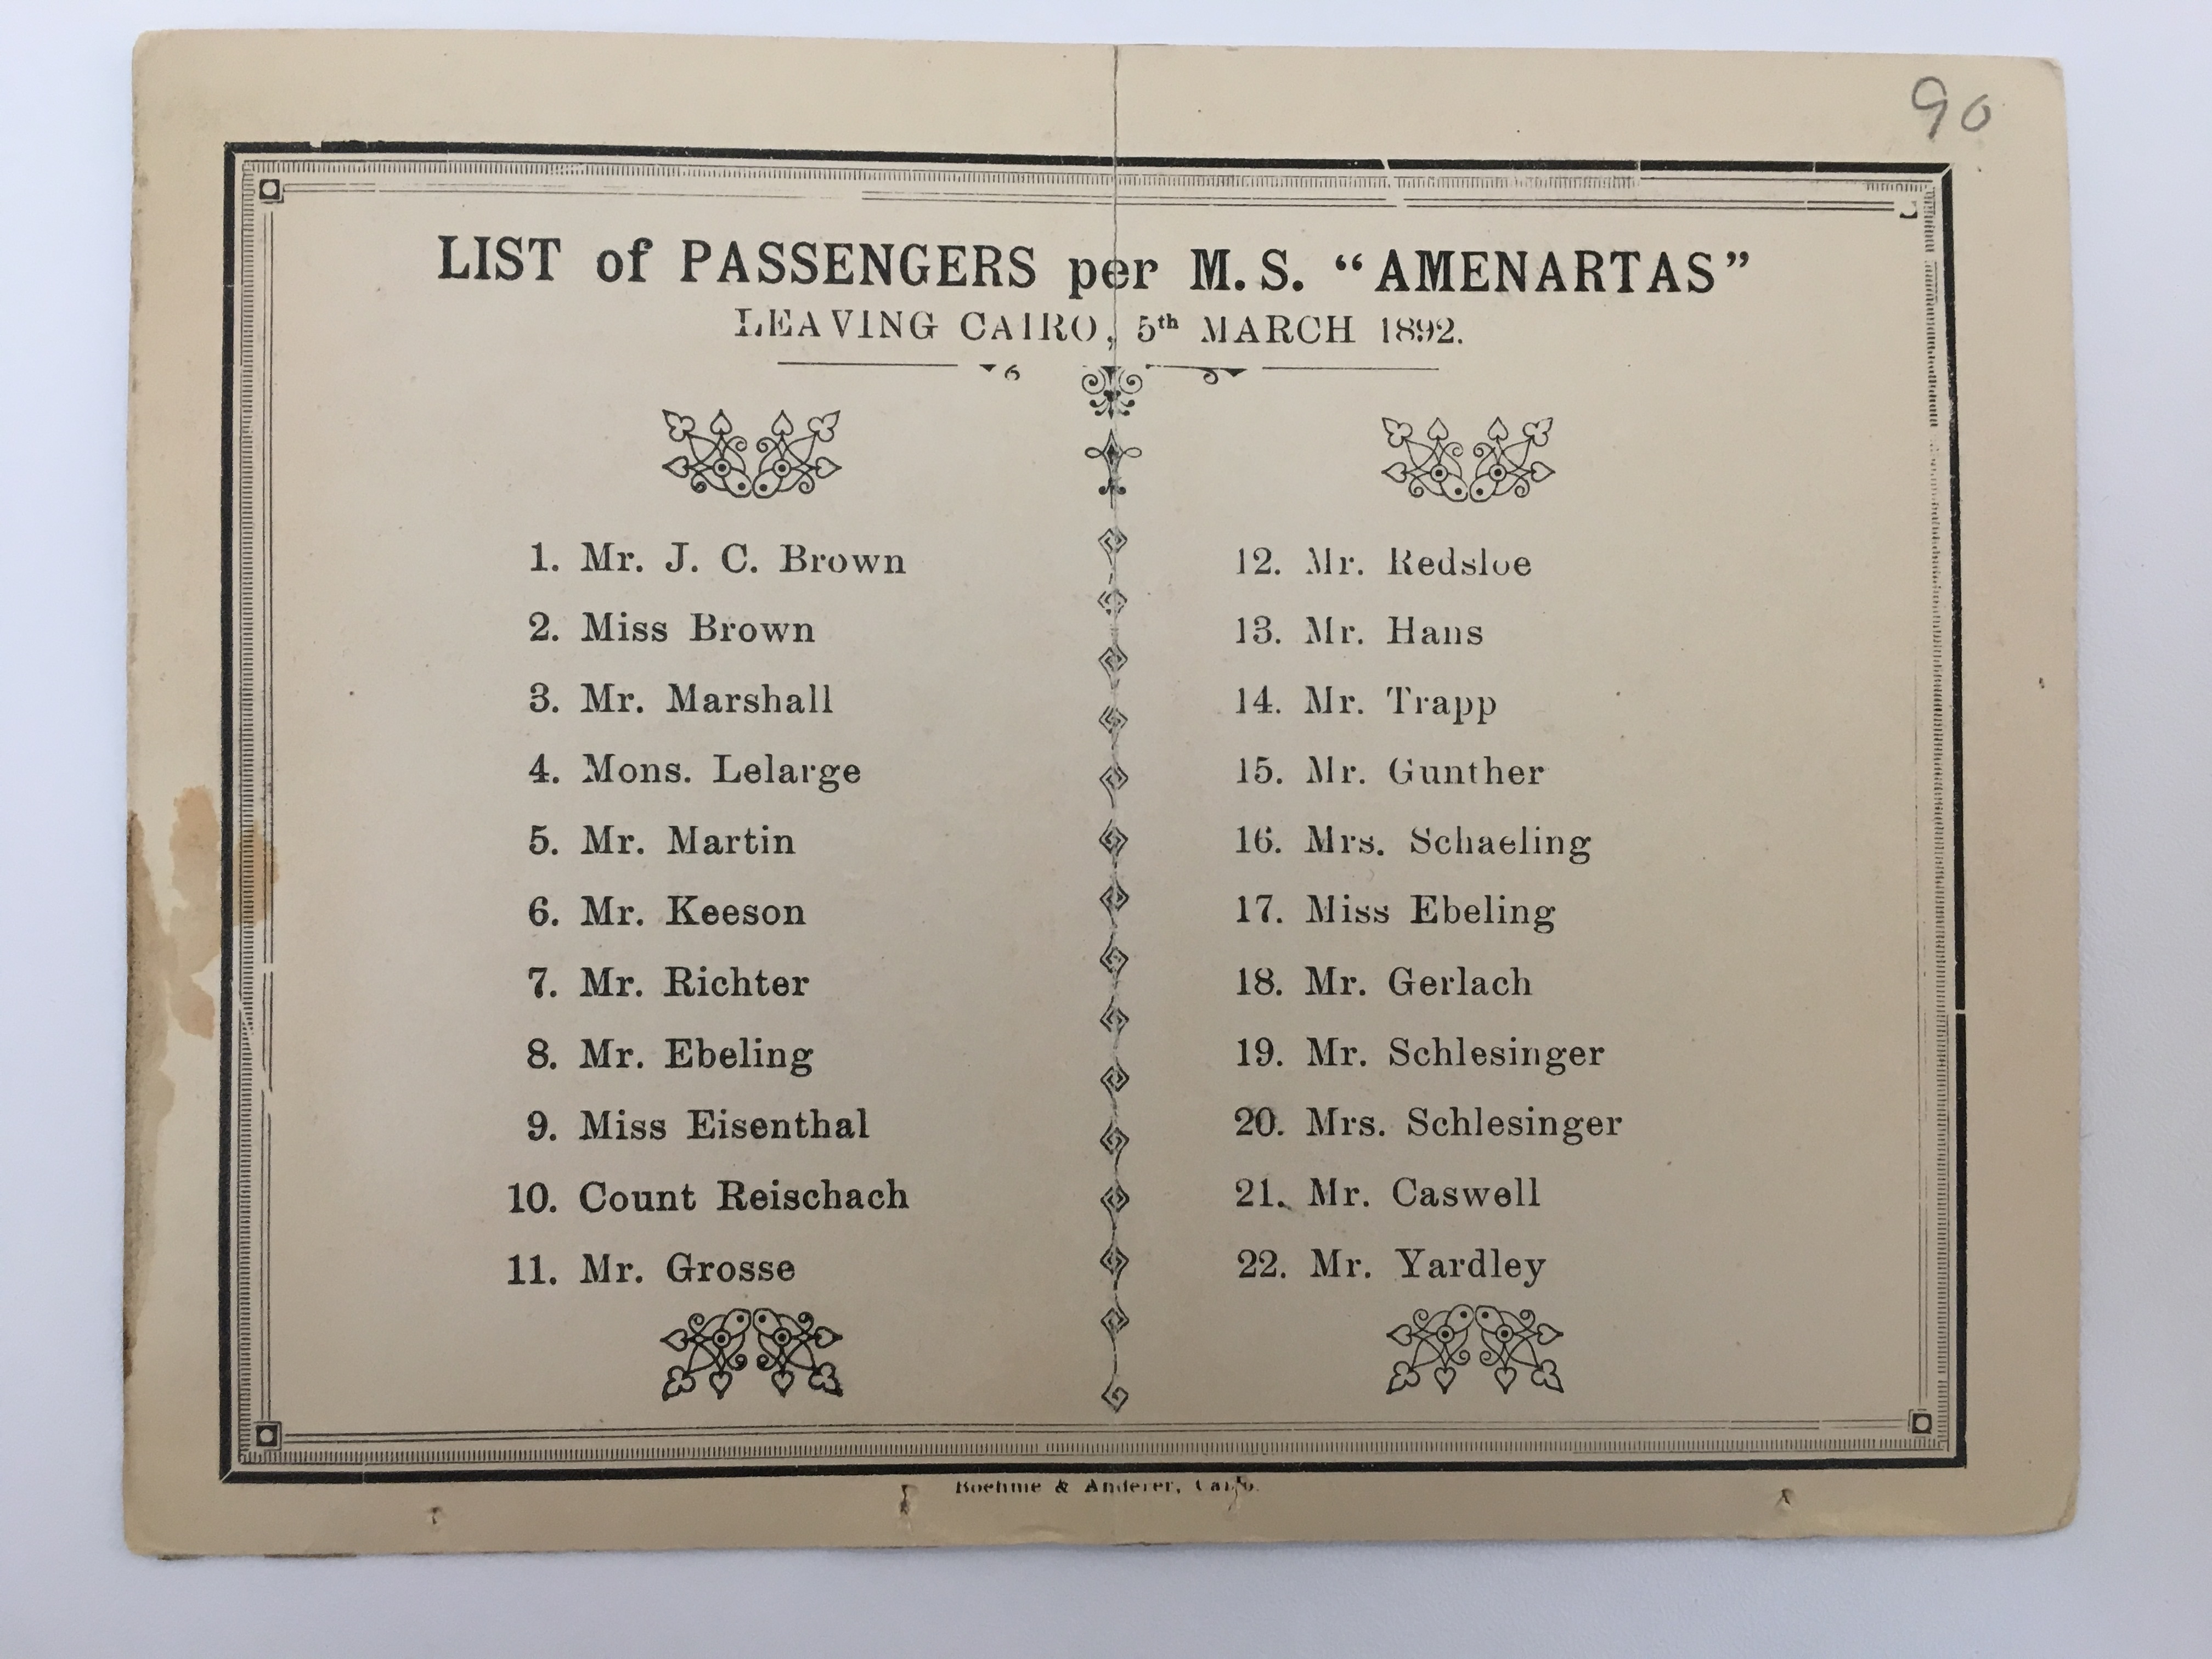 90
LIST of PASSENGERS per M. S. “AMENARTAS”
LEAVING CAIRO, 5th MARCH 1892.
1. Mr. J. C. Brown
2. Miss Brown
3. Mr. Marshall
4. Mons. Lelarge
5. Mr. Martin
6. Mr. Keeson
7. Mr. Richter
8. Mr. Ebeling
9. Miss Eisenthal
10. Count Reischach
11. Mr. Grosse
12. Mr. Redsloe
13. Mr. Hans
14. Mr. Trapp
15. Mr. Gunther
16. Mrs. Schaeling
17. Miss Ebeling
18. Mr. Gerlach
19. Mr. Schlesinger
20. Mrs. Schlesinger
21. Mr. Caswell
22. Mr. Yardley
Boehme & Anderer, Cairo.